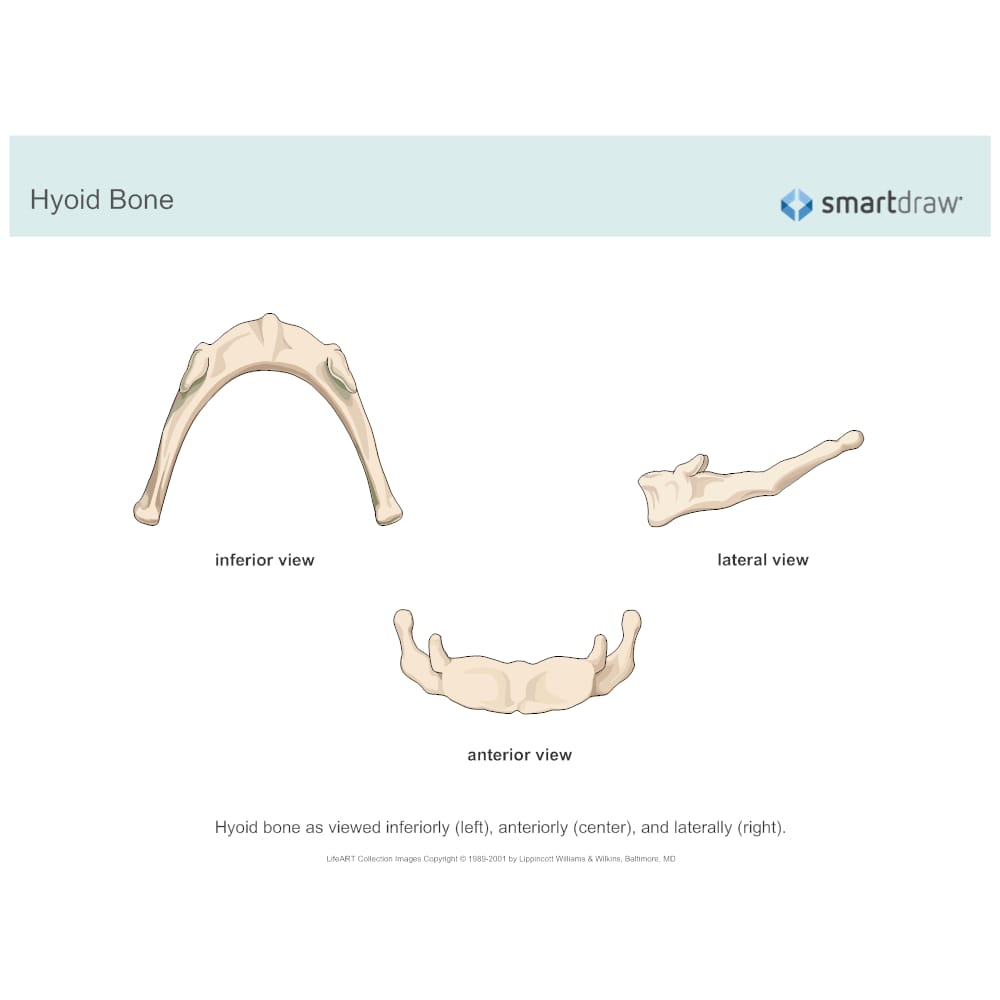 Hyoid Bone
smartdraw
inferior view
lateral view
anterior view
Hyoid bone as viewed inferiorly (left), anteriorly (center), and laterally (right).
LifeART Collection Images Copyright © 1989-2001 by Lippincott Williams & Wilkins, Baltimore, MD